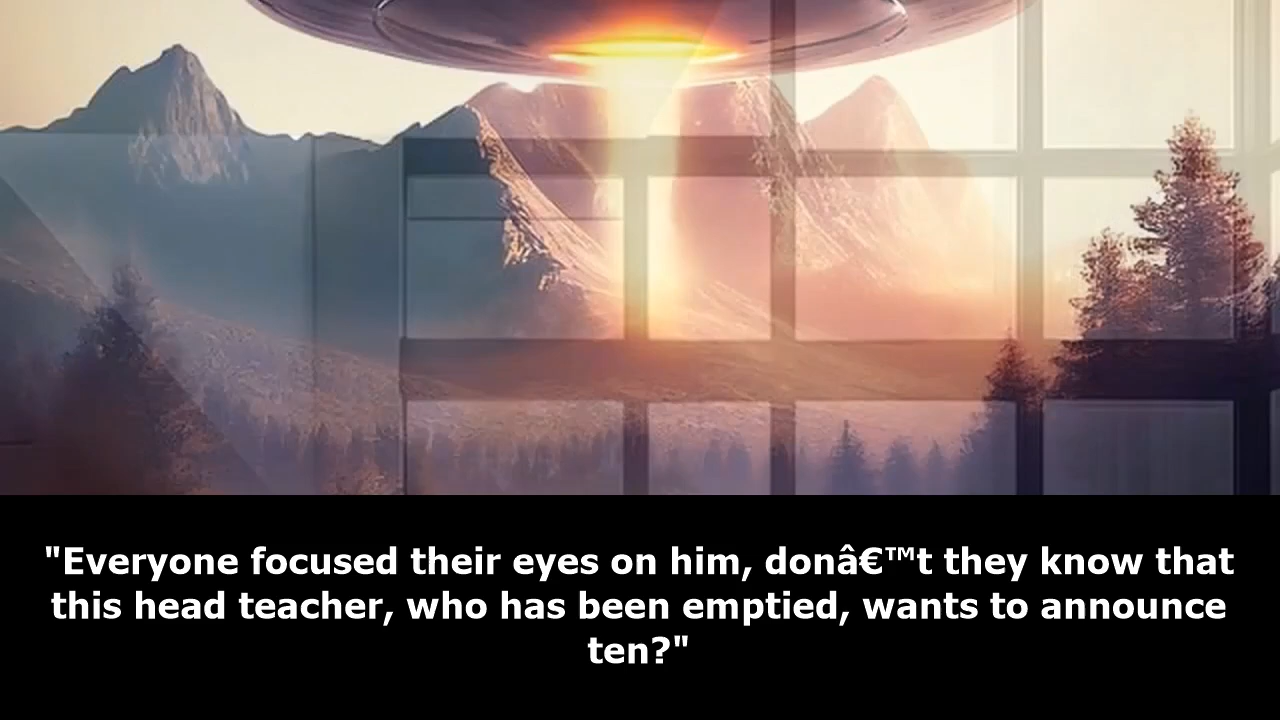 "Everyone focused their eyes on him, donâ€™t they know that
this head teacher, who has been emptied, wants to announce
ten?"